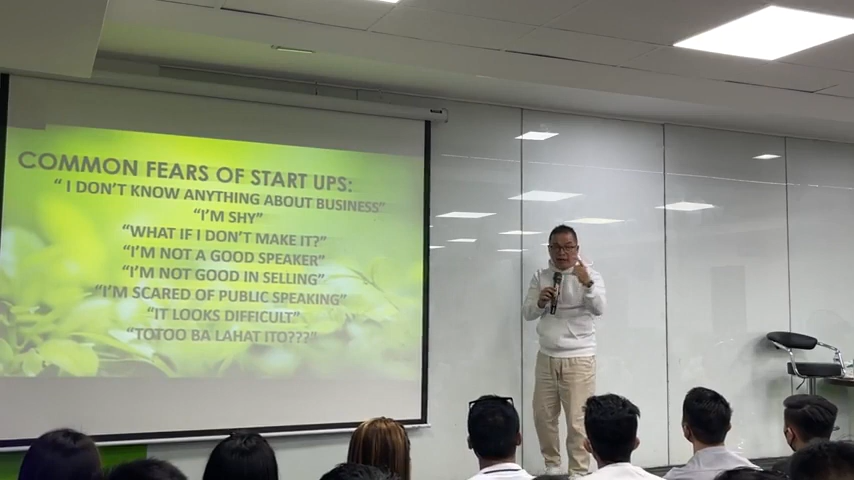 COMMON FEARS OF START UPS:
“ I DON'T KNOW ANYTHING ABOUT BUSINESS”
“I'M SHY”
“WHAT IF I DON'T MAKE IT?”
“I'M NOT A GOOD SPEAKER”
“I'M NOT GOOD IN SELLING”
“I'M SCARED OF PUBLIC SPEAKING”
“IT LOOKS DIFFICULT”
“TOTOO BA LAHAT ITO???”